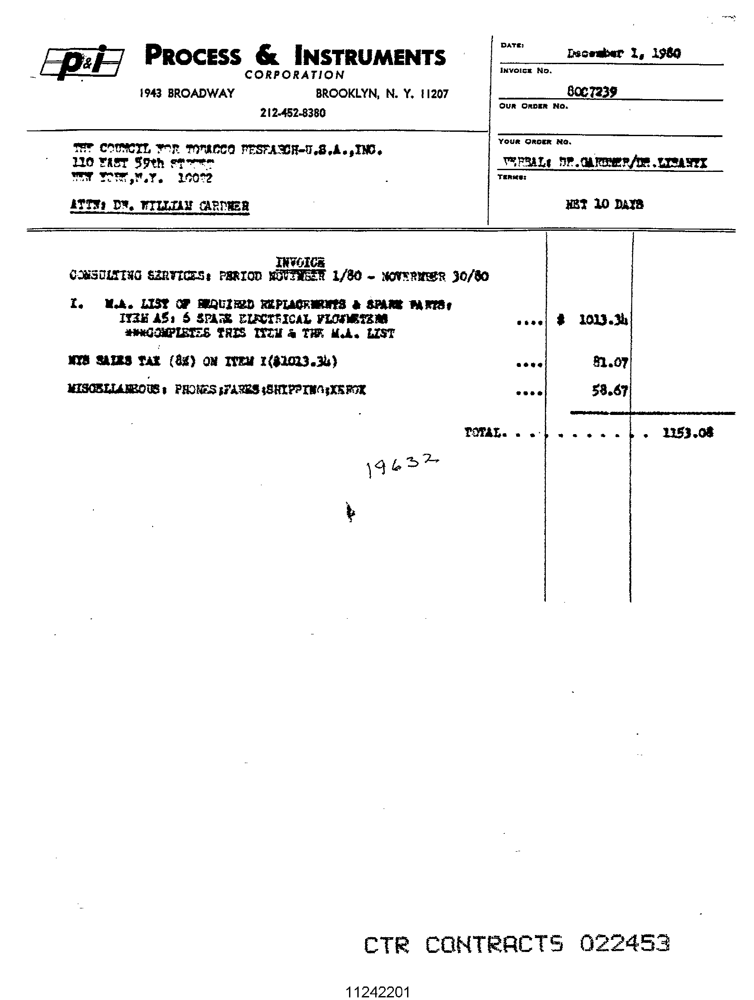 p&i PROCESS & INSTRUMENTS
CORPORATION
1943 BROADWAY BROOKLYN, N. Y. 11207
212-452-8380
DATE: December 1, 1980
INVOICE NO.
80C7239
OUR ORDER NO.
YOUR ORDER NO.
VERBAL: DR.GARDNER/DR.LISANTI
TERMS:
NET 10 DAYS
THE COUNCIL FOR TOBACCO RESEARCH-U.S.A.,INC.
110 EAST 59th STREET
NEW YORK,N.Y. 10022
ATTN: DR. WILLIAM GARDNER
INVOICE
CONSULTING SERVICES: PERIOD NOVEMBER 1/80 - NOVEMBER 30/80
I. M.A. LIST OF REQUIRED REPLACEMENTS & SPARE PARTS:
ITEM A5: 6 SPARE ELECTRICAL FLOWMETERS .... $ 1013.34
***COMPLETES THIS ITEM & THE M.A. LIST
NYS SALES TAX (8%) ON ITEM I($1013.34) .... 81.07
MISCELLANEOUS: PHONES;FARES;SHIPPING;XEROX .... 58.67
TOTAL. . . . . . . . . . 1153.08
19632
CTR CONTRACTS 022453
11242201